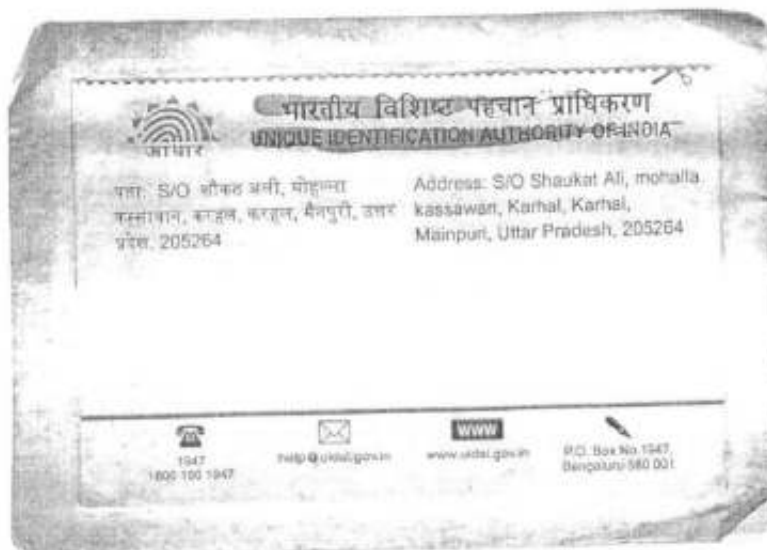 भारतीय विशिष्ट पहचान प्राधिकरण
UNIQUE IDENTIFICATION AUTHORITY OF INDIA
आधार
पता: S/O शौकत अली, मोहल्ला
कस्सावान, करहल, करहल, मैनपुरी, उत्तर
प्रदेश, 205264
Address: S/O Shaukat Ali, mohalla
kassawan, Karhal, Karhal,
Mainpuri, Uttar Pradesh, 205264
1947
1800 100 1947
help@uidai.gov.in
WWW
www.uidai.gov.in
P.O. Box No.1947,
Bengaluru-560 001